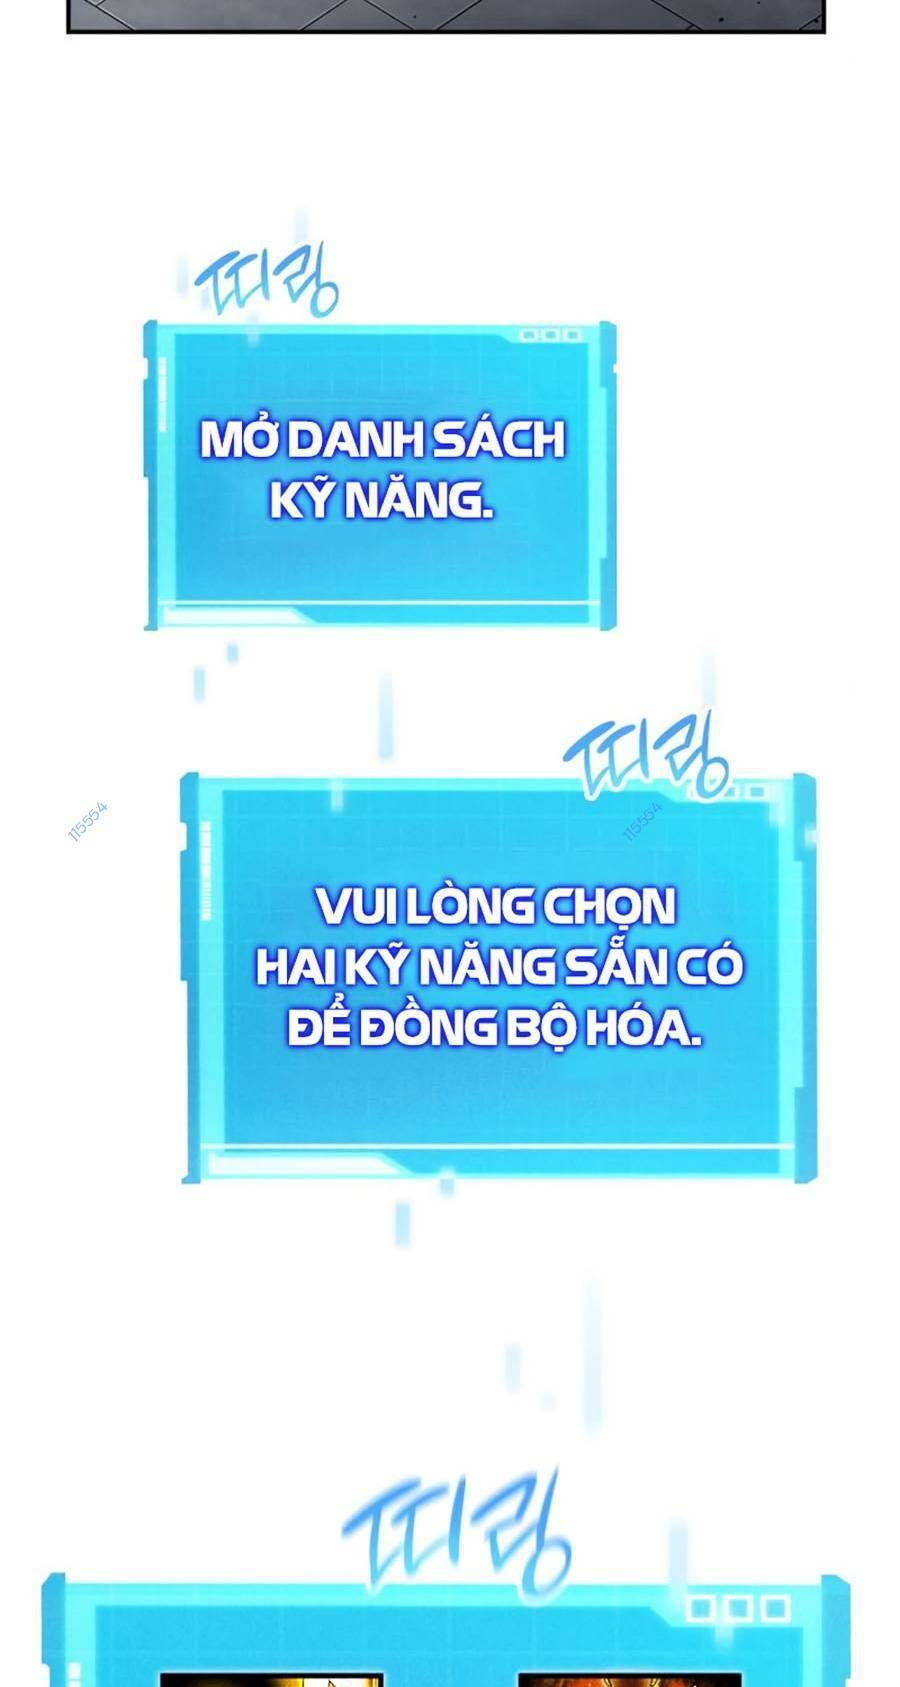 띠링
MỞ DANH SÁCH
KỸ NĂNG.
띠링
115554
115554
VUI LÒNG CHỌN
HAI KỸ NĂNG SẴN CÓ
ĐỂ ĐỒNG BỘ HÓA.
띠링